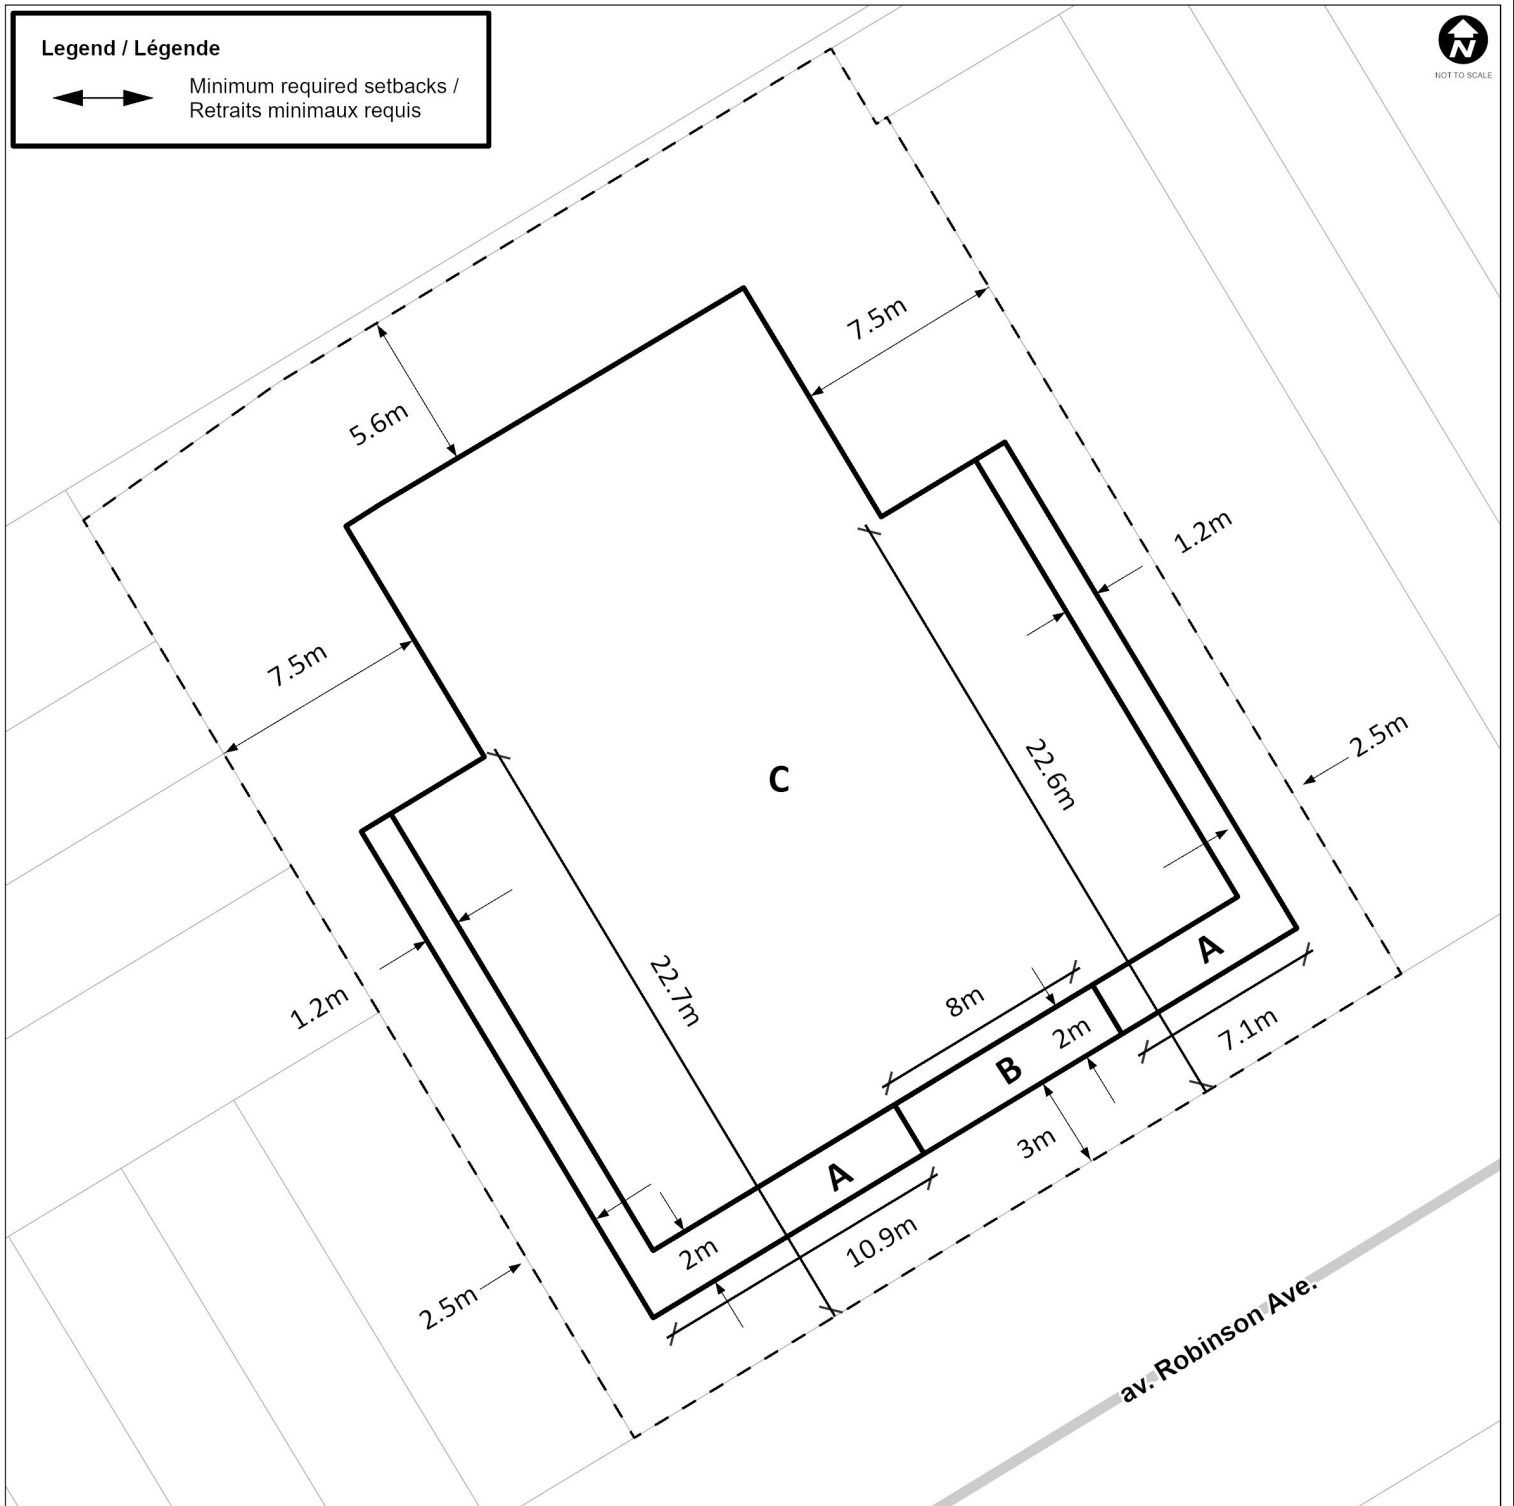 Legend / Légende
Minimum required setbacks /
Retraits minimaux requis
N
NOT TO SCALE
7.5m
5.6m
1.2m
7.5m
2.5m
22.6m
C
A
22.7m
8m
1.2m
2m
7.1m
B
3m
A
10.9m
2m
2.5m
av. Robinson Ave.